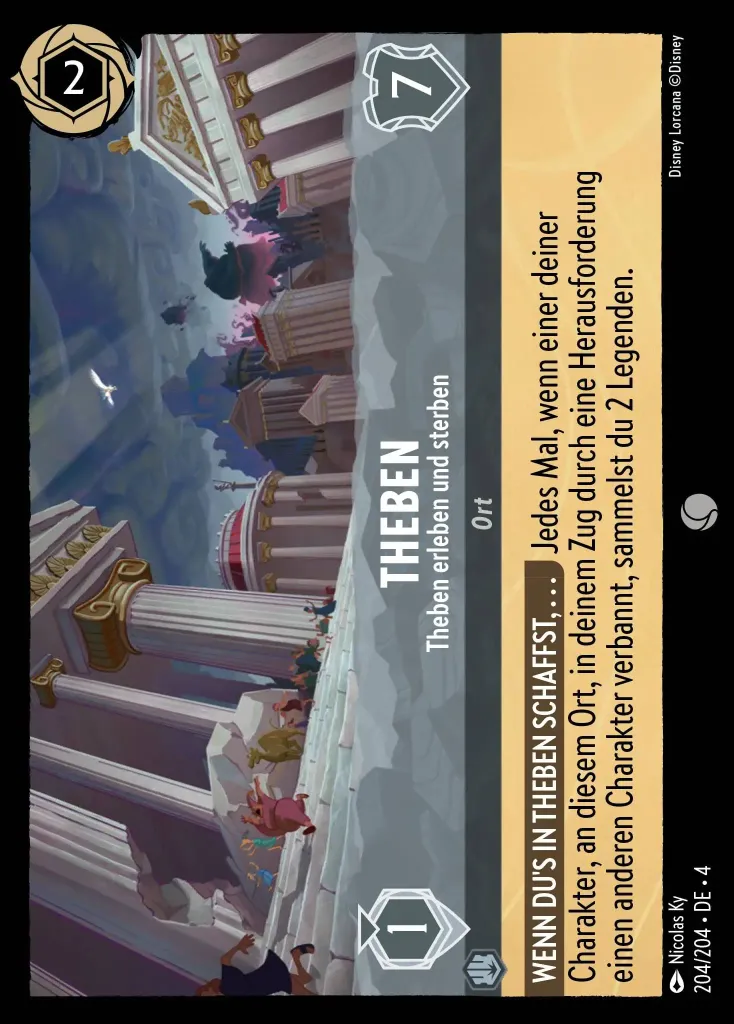 2
THEBEN
Theben erleben und sterben
1
7
Ort
WENN DU'S IN THEBEN SCHAFFST,... Jedes Mal, wenn einer deiner
Charakter, an diesem Ort, in deinem Zug durch eine Herausforderung
einen anderen Charakter verbannt, sammelst du 2 Legenden.
Nicolas Ky
204/204 • DE • 4
Disney Lorcana ©Disney